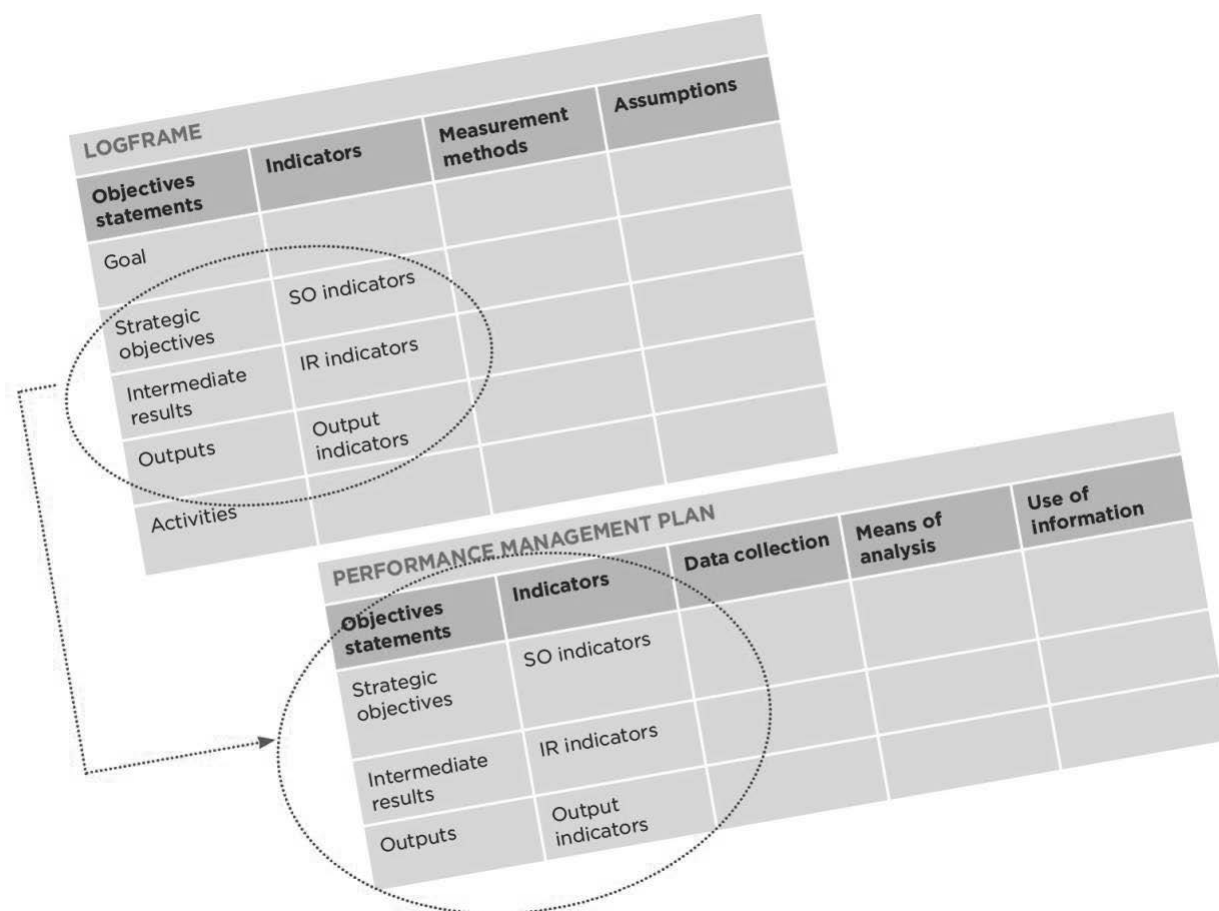 LOGFRAME
Objectives
statements
Indicators
Measurement
methods
Assumptions
Goal
Strategic
objectives
SO indicators
Intermediate
results
IR indicators
Outputs
Output
indicators
Activities
PERFORMANCE MANAGEMENT PLAN
Objectives
statements
Indicators
Data collection
Means of
analysis
Use of
information
Strategic
objectives
SO indicators
Intermediate
results
IR indicators
Outputs
Output
indicators